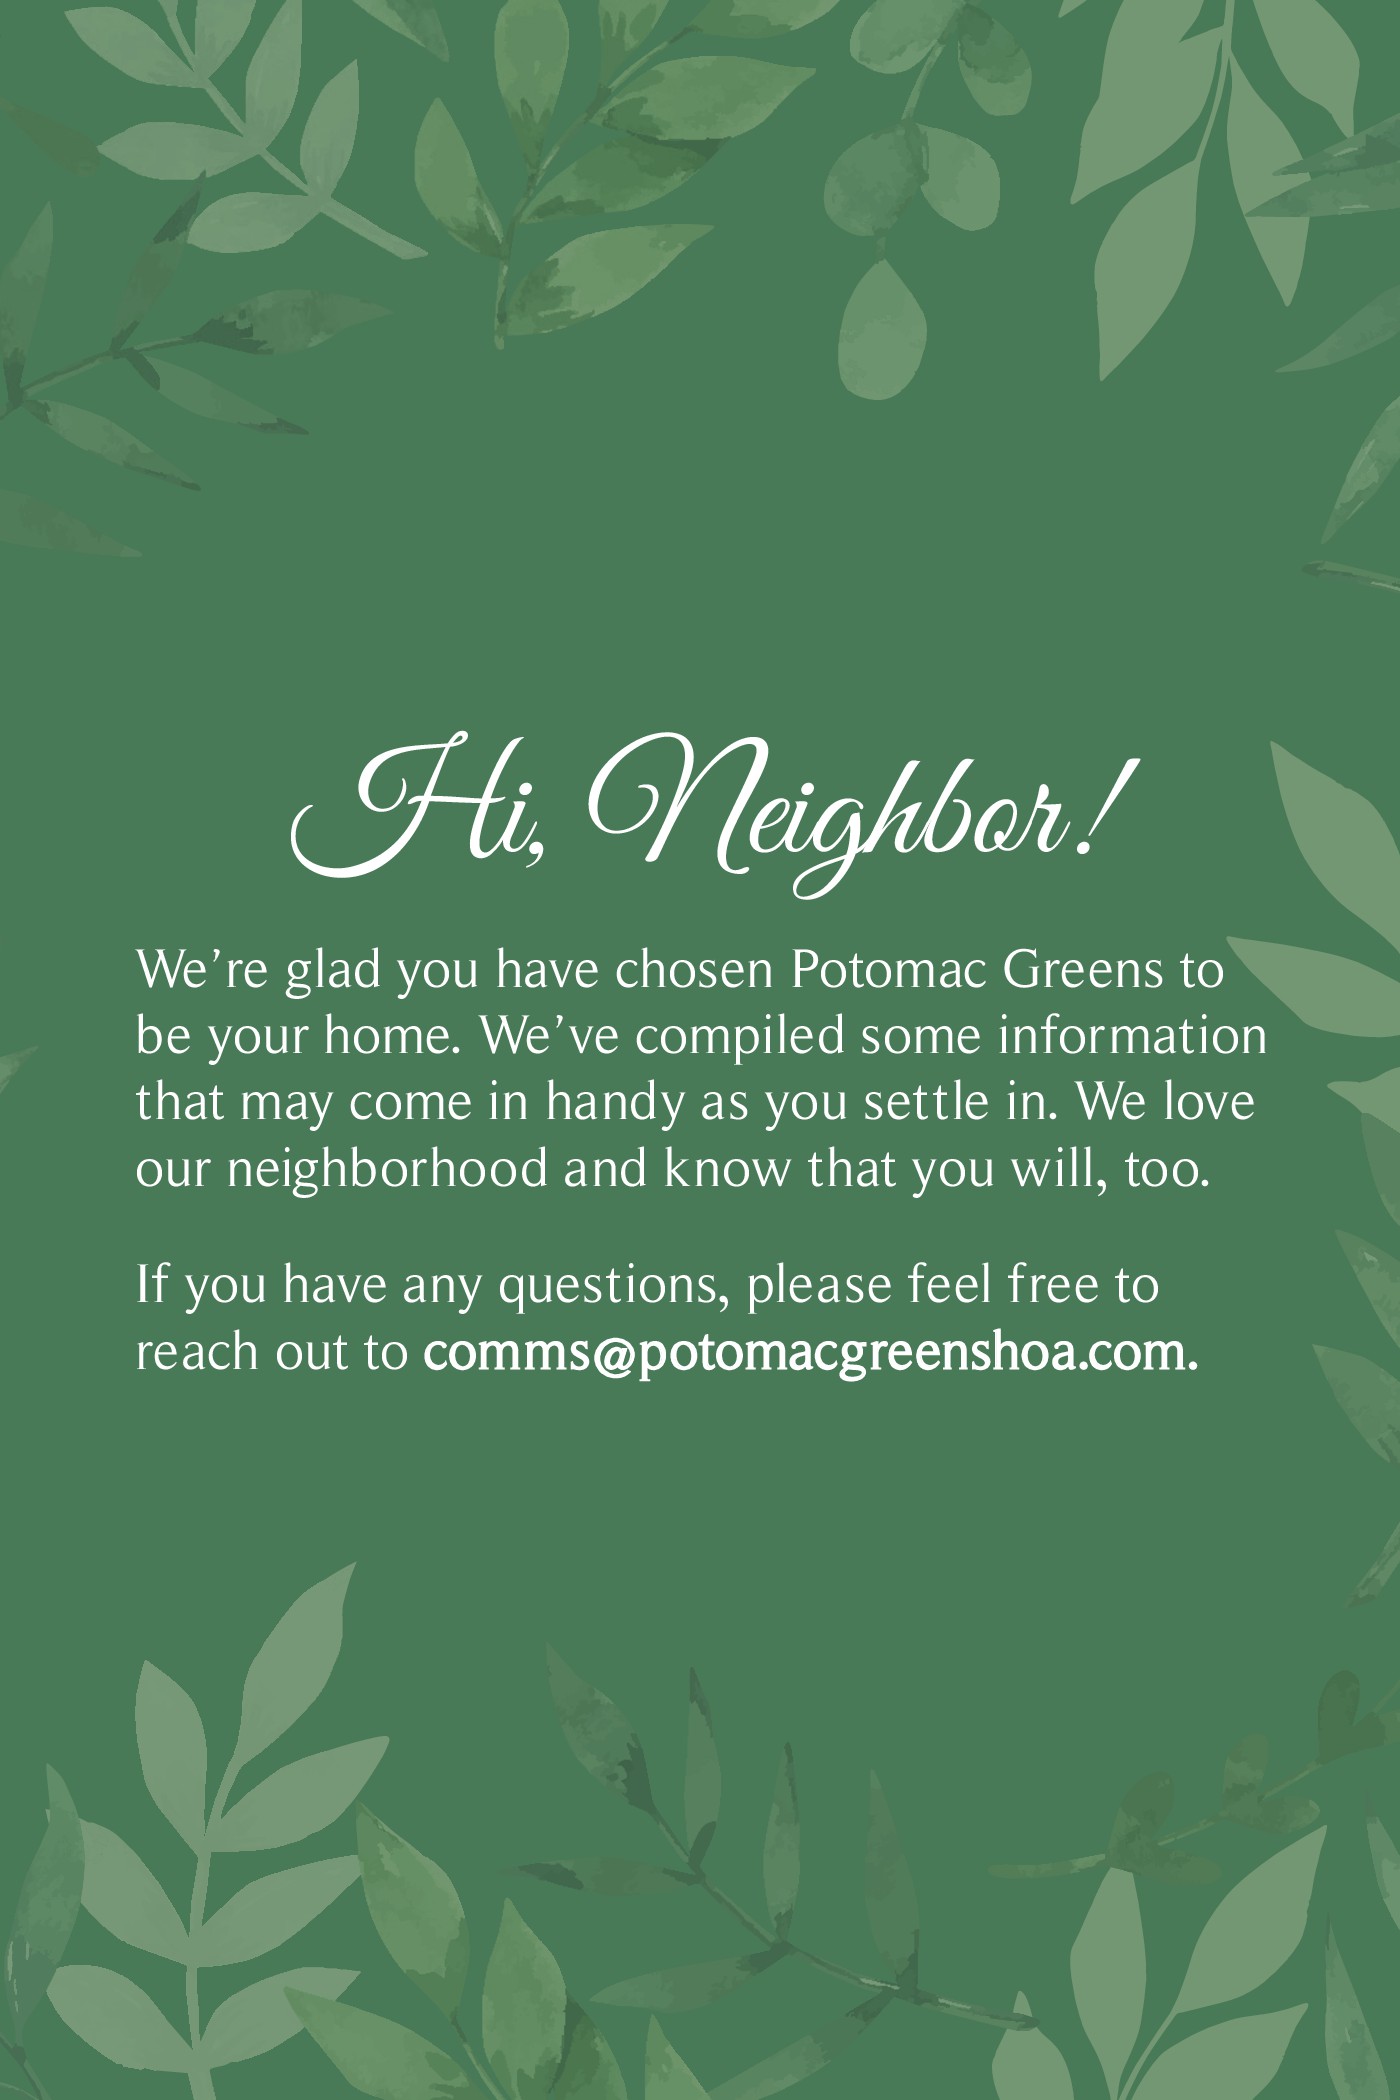 Hi, Neighbor!
We’re glad you have chosen Potomac Greens to
be your home. We’ve compiled some information
that may come in handy as you settle in. We love
our neighborhood and know that you will, too.
If you have any questions, please feel free to
reach out to comms@potomacgreenshoa.com.